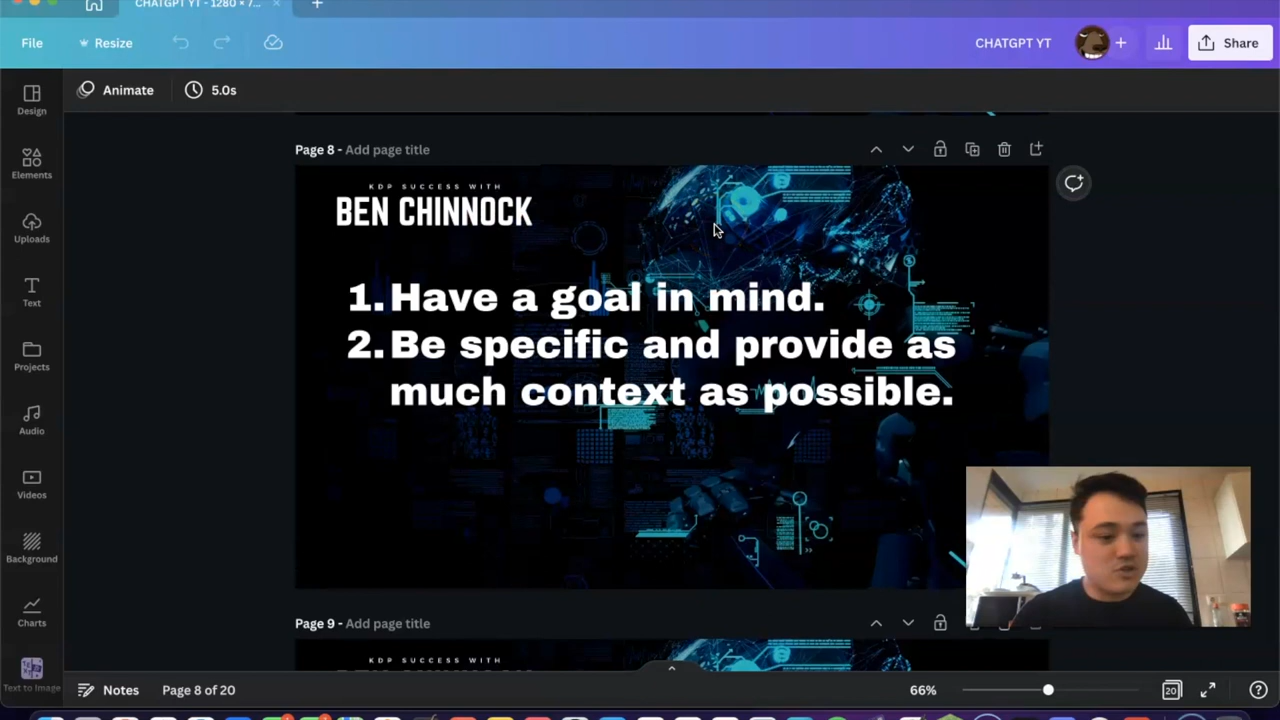 CHATGPT YT - 1280 × 7...
File
Resize
CHATGPT YT
Share
Animate
5.0s
Design
Elements
Uploads
Text
Projects
Audio
Videos
Background
Charts
Text to Image
Page 8 - Add page title
KDP SUCCESS WITH
BEN CHINNOCK
1. Have a goal in mind.
2. Be specific and provide as
much context as possible.
Page 9 - Add page title
KDP SUCCESS WITH
Notes
Page 8 of 20
66%
20